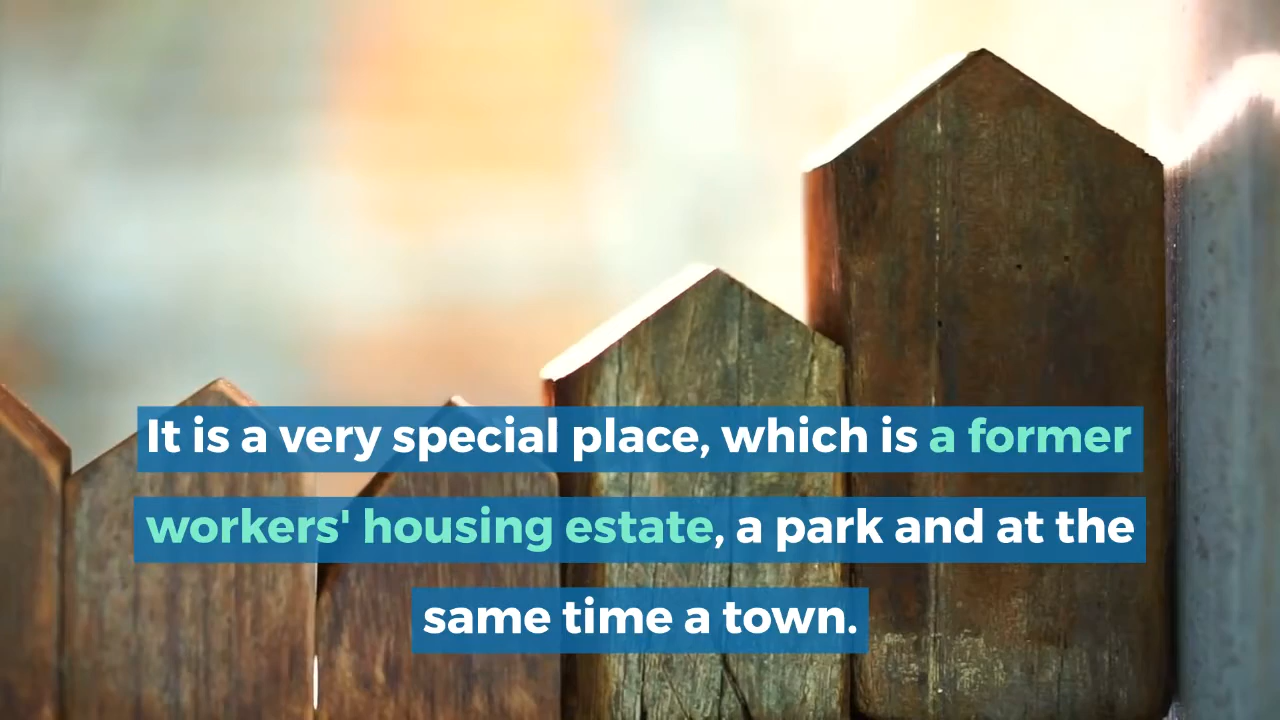 It is a very special place, which is a former
workers' housing estate, a park and at the
same time a town.